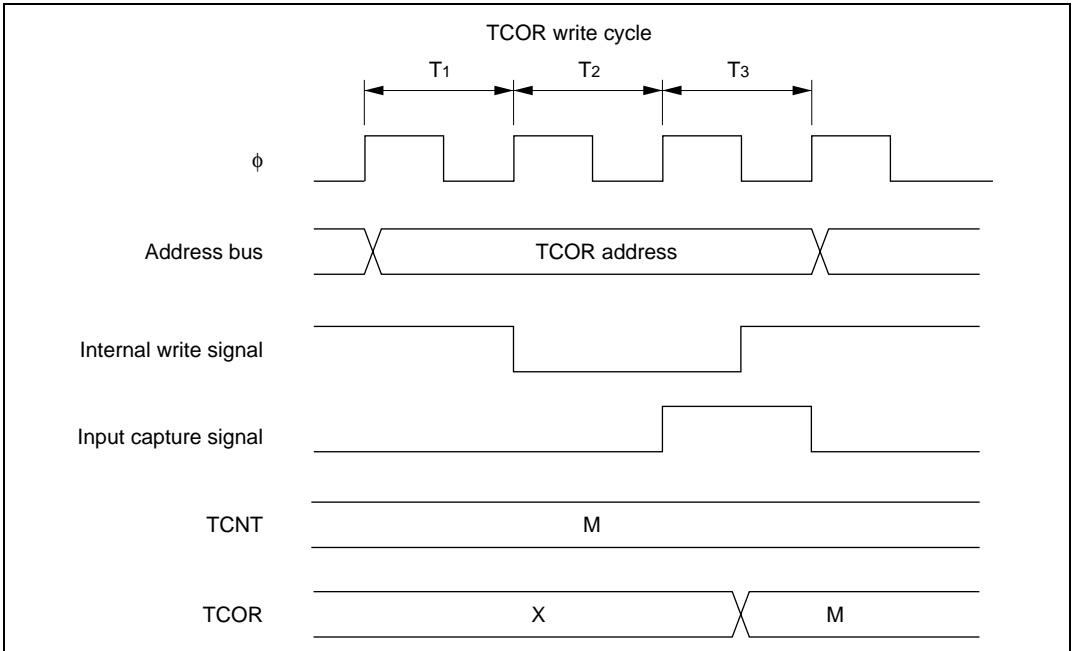 TCOR write cycle
T1 T2 T3
ϕ
Address bus TCOR address
Internal write signal
Input capture signal
TCNT M
TCOR X M